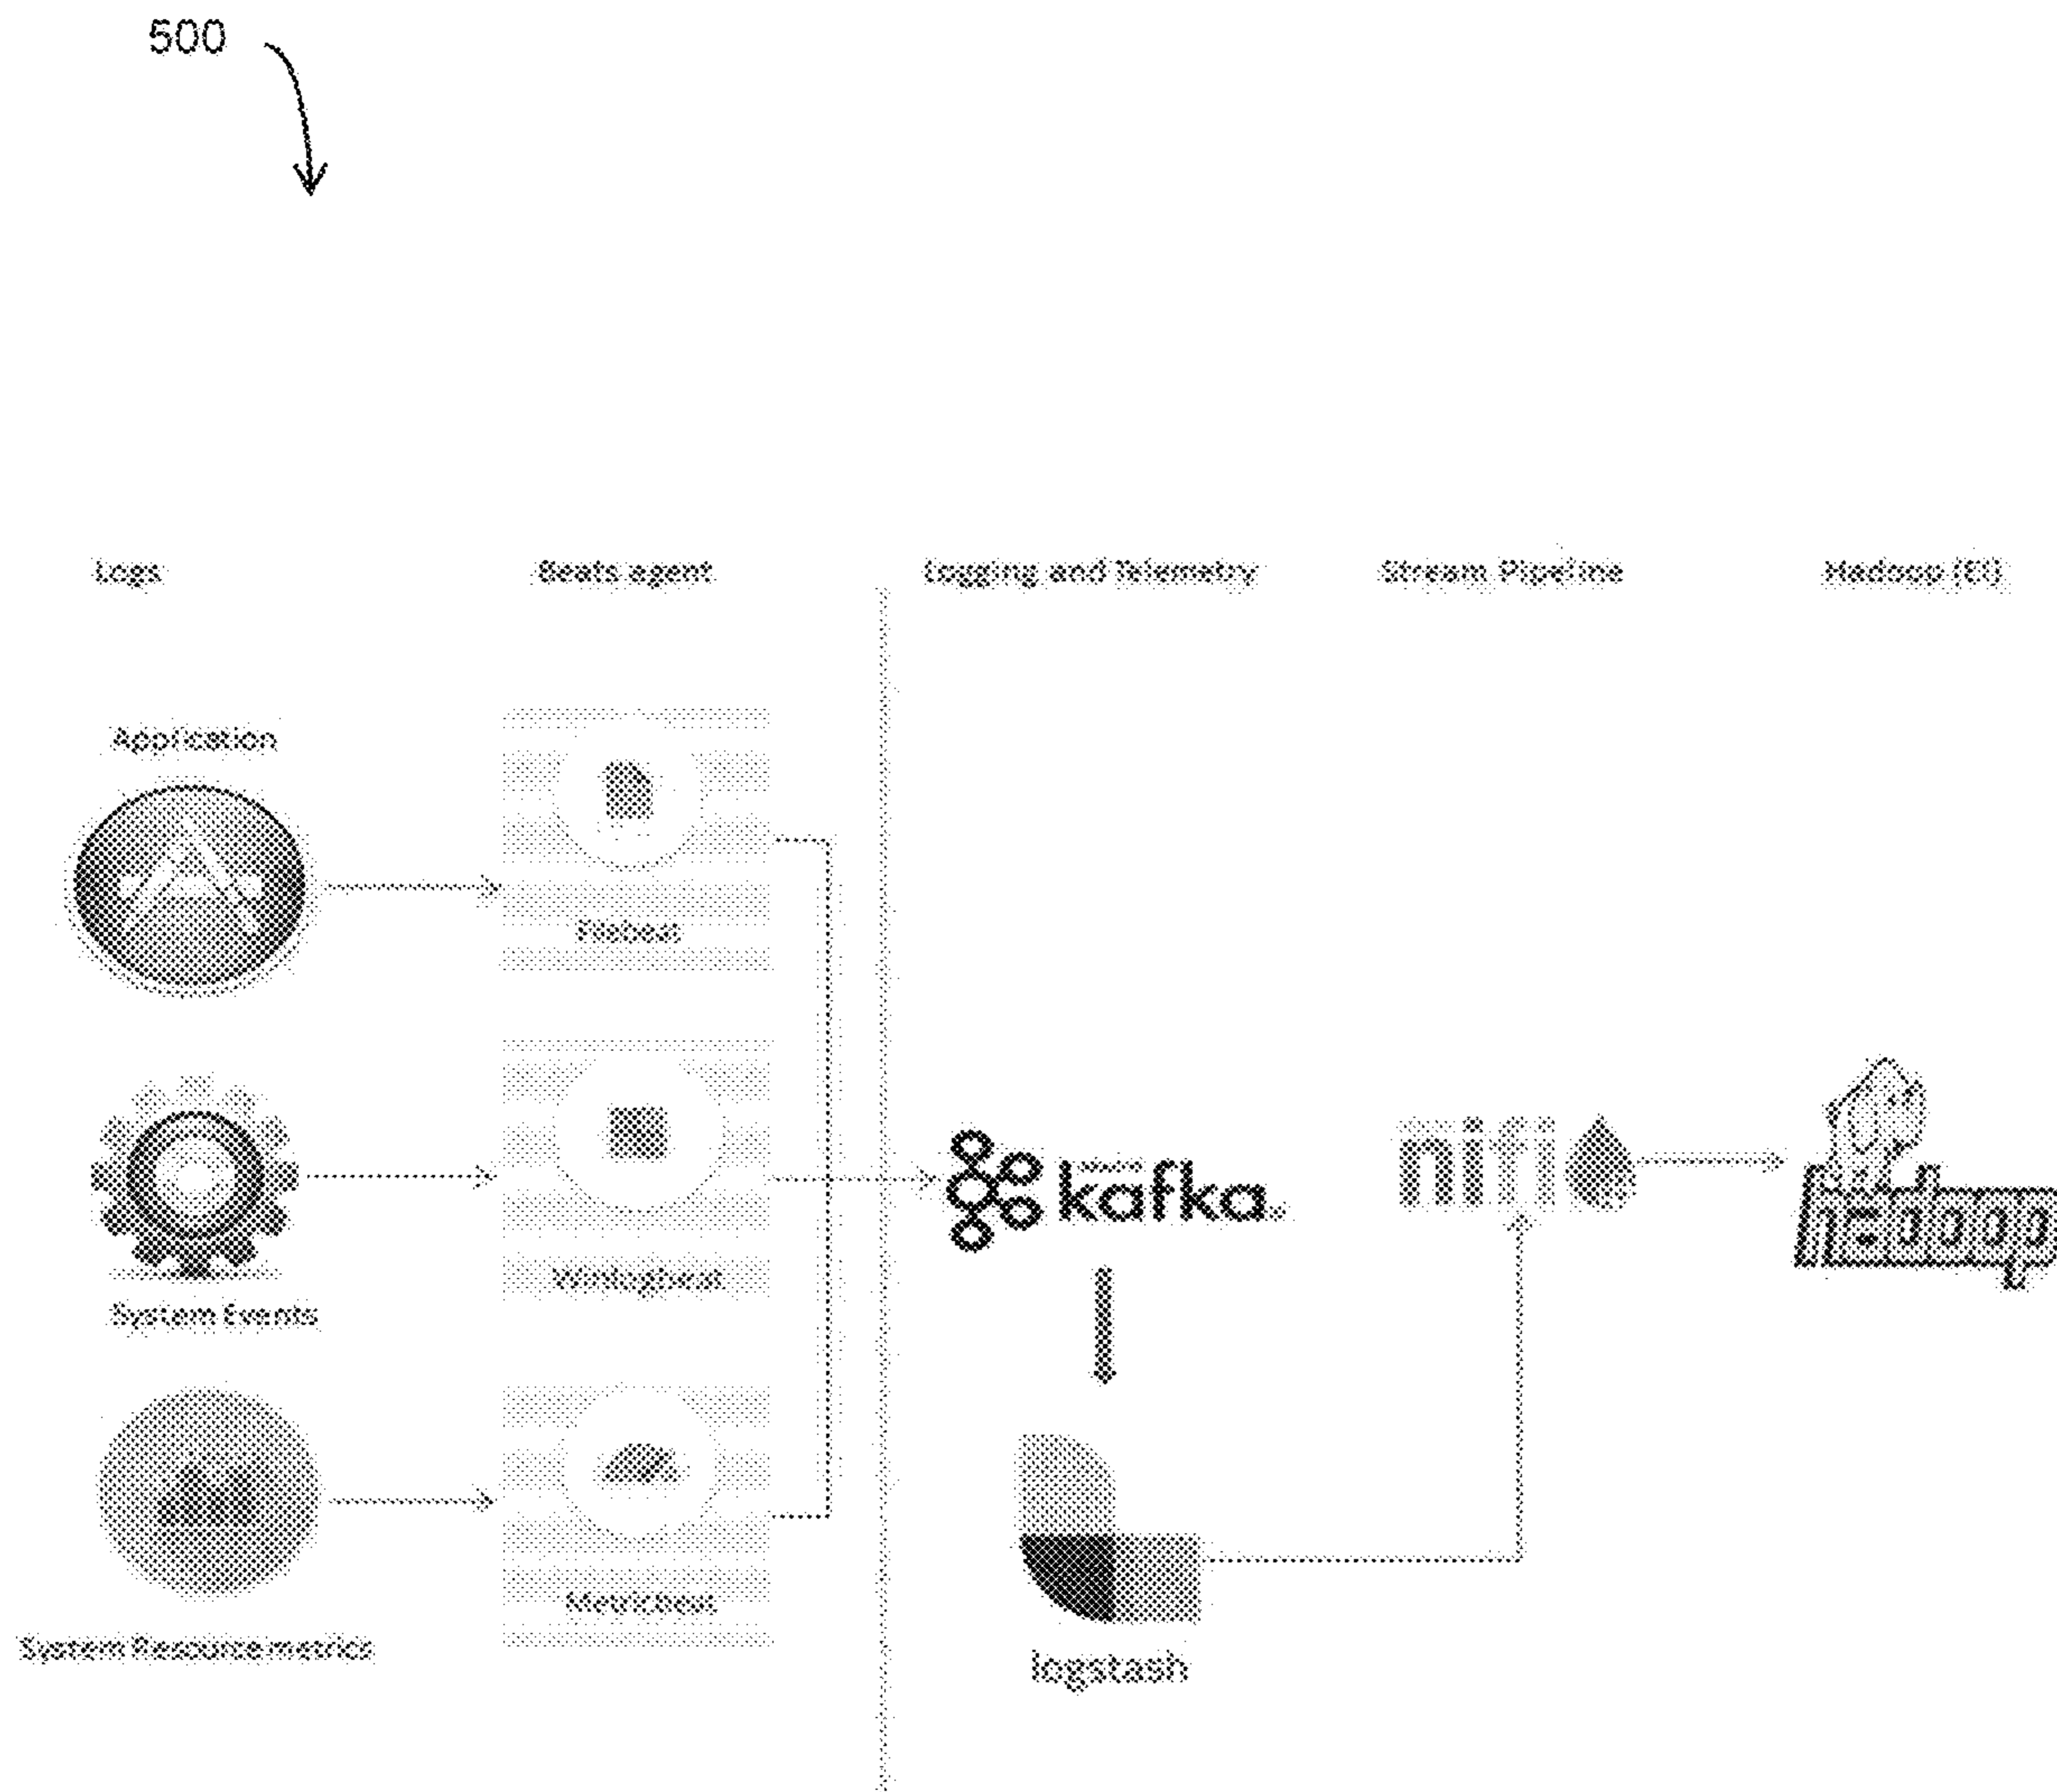 500
Logs
Beats agent
Logging and Telemetry
Stream Pipeline
Hadoop (EI)
Application
Filebeat
kafka
nifi
hadoop
Winlogbeat
System Events
Metricbeat
System Resource metrics
logstash